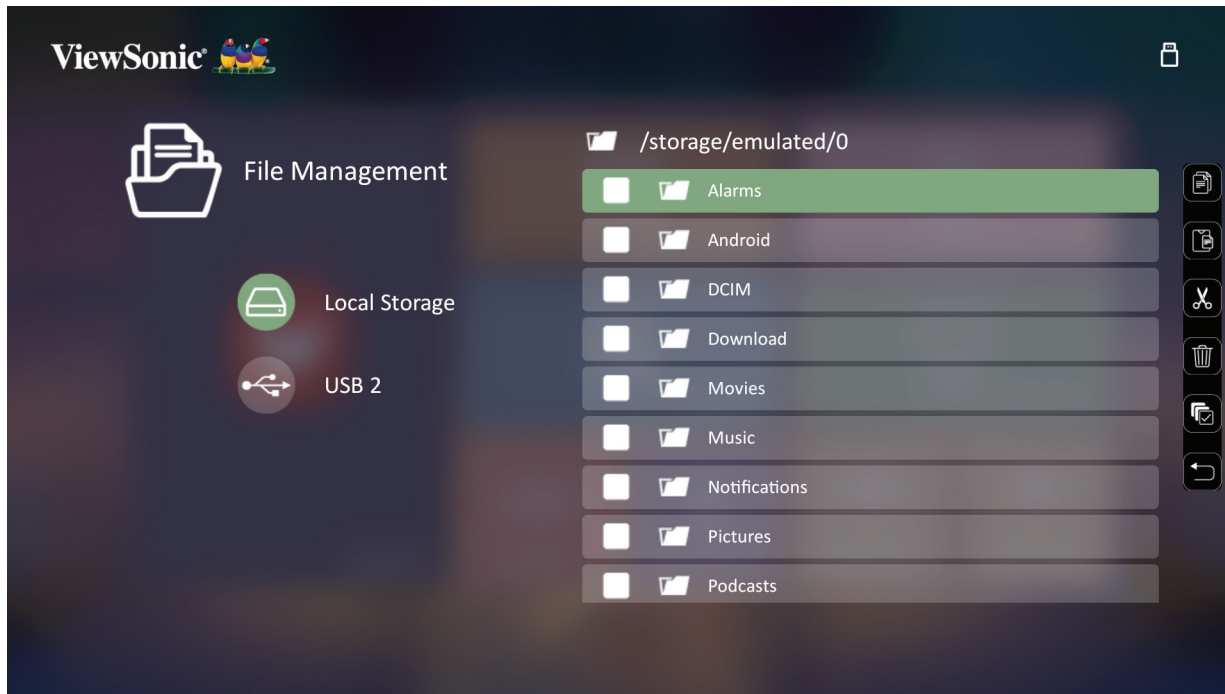 ViewSonic®
File Management
Local Storage
USB 2
/storage/emulated/0
Alarms
Android
DCIM
Download
Movies
Music
Notifications
Pictures
Podcasts